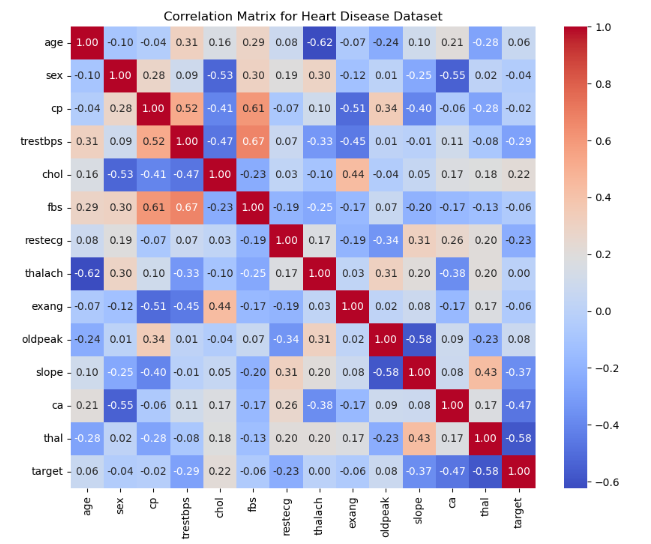 Correlation Matrix for Heart Disease Dataset
age 1.00 -0.10 -0.04 0.31 0.16 0.29 0.08 -0.62 -0.07 -0.24 0.10 0.21 -0.28 0.06
sex -0.10 1.00 0.28 0.09 -0.53 0.30 0.19 0.30 -0.12 0.01 -0.25 -0.55 0.02 -0.04
cp -0.04 0.28 1.00 0.52 -0.41 0.61 -0.07 0.10 -0.51 0.34 -0.40 -0.06 -0.28 -0.02
trestbps 0.31 0.09 0.52 1.00 -0.47 0.67 0.07 -0.33 -0.45 0.01 -0.01 0.11 -0.08 -0.29
chol 0.16 -0.53 -0.41 -0.47 1.00 -0.23 0.03 -0.10 0.44 -0.04 0.05 0.17 0.18 0.22
fbs 0.29 0.30 0.61 0.67 -0.23 1.00 -0.19 -0.25 -0.17 0.07 -0.20 -0.17 -0.13 -0.06
restecg 0.08 0.19 -0.07 0.07 0.03 -0.19 1.00 0.17 -0.19 -0.34 0.31 0.26 0.20 -0.23
thalach -0.62 0.30 0.10 -0.33 -0.10 -0.25 0.17 1.00 0.03 0.31 0.20 -0.38 0.20 0.00
exang -0.07 -0.12 -0.51 -0.45 0.44 -0.17 -0.19 0.03 1.00 0.02 0.08 -0.17 0.17 -0.06
oldpeak -0.24 0.01 0.34 0.01 -0.04 0.07 -0.34 0.31 0.02 1.00 -0.58 0.09 -0.23 0.08
slope 0.10 -0.25 -0.40 -0.01 0.05 -0.20 0.31 0.20 0.08 -0.58 1.00 0.08 0.43 -0.37
ca 0.21 -0.55 -0.06 0.11 0.17 -0.17 0.26 -0.38 -0.17 0.09 0.08 1.00 0.17 -0.47
thal -0.28 0.02 -0.28 -0.08 0.18 -0.13 0.20 0.20 0.17 -0.23 0.43 0.17 1.00 -0.58
target 0.06 -0.04 -0.02 -0.29 0.22 -0.06 -0.23 0.00 -0.06 0.08 -0.37 -0.47 -0.58 1.00
age sex cp trestbps chol fbs restecg thalach exang oldpeak slope ca thal target
1.0
0.8
0.6
0.4
0.2
0.0
−0.2
−0.4
−0.6